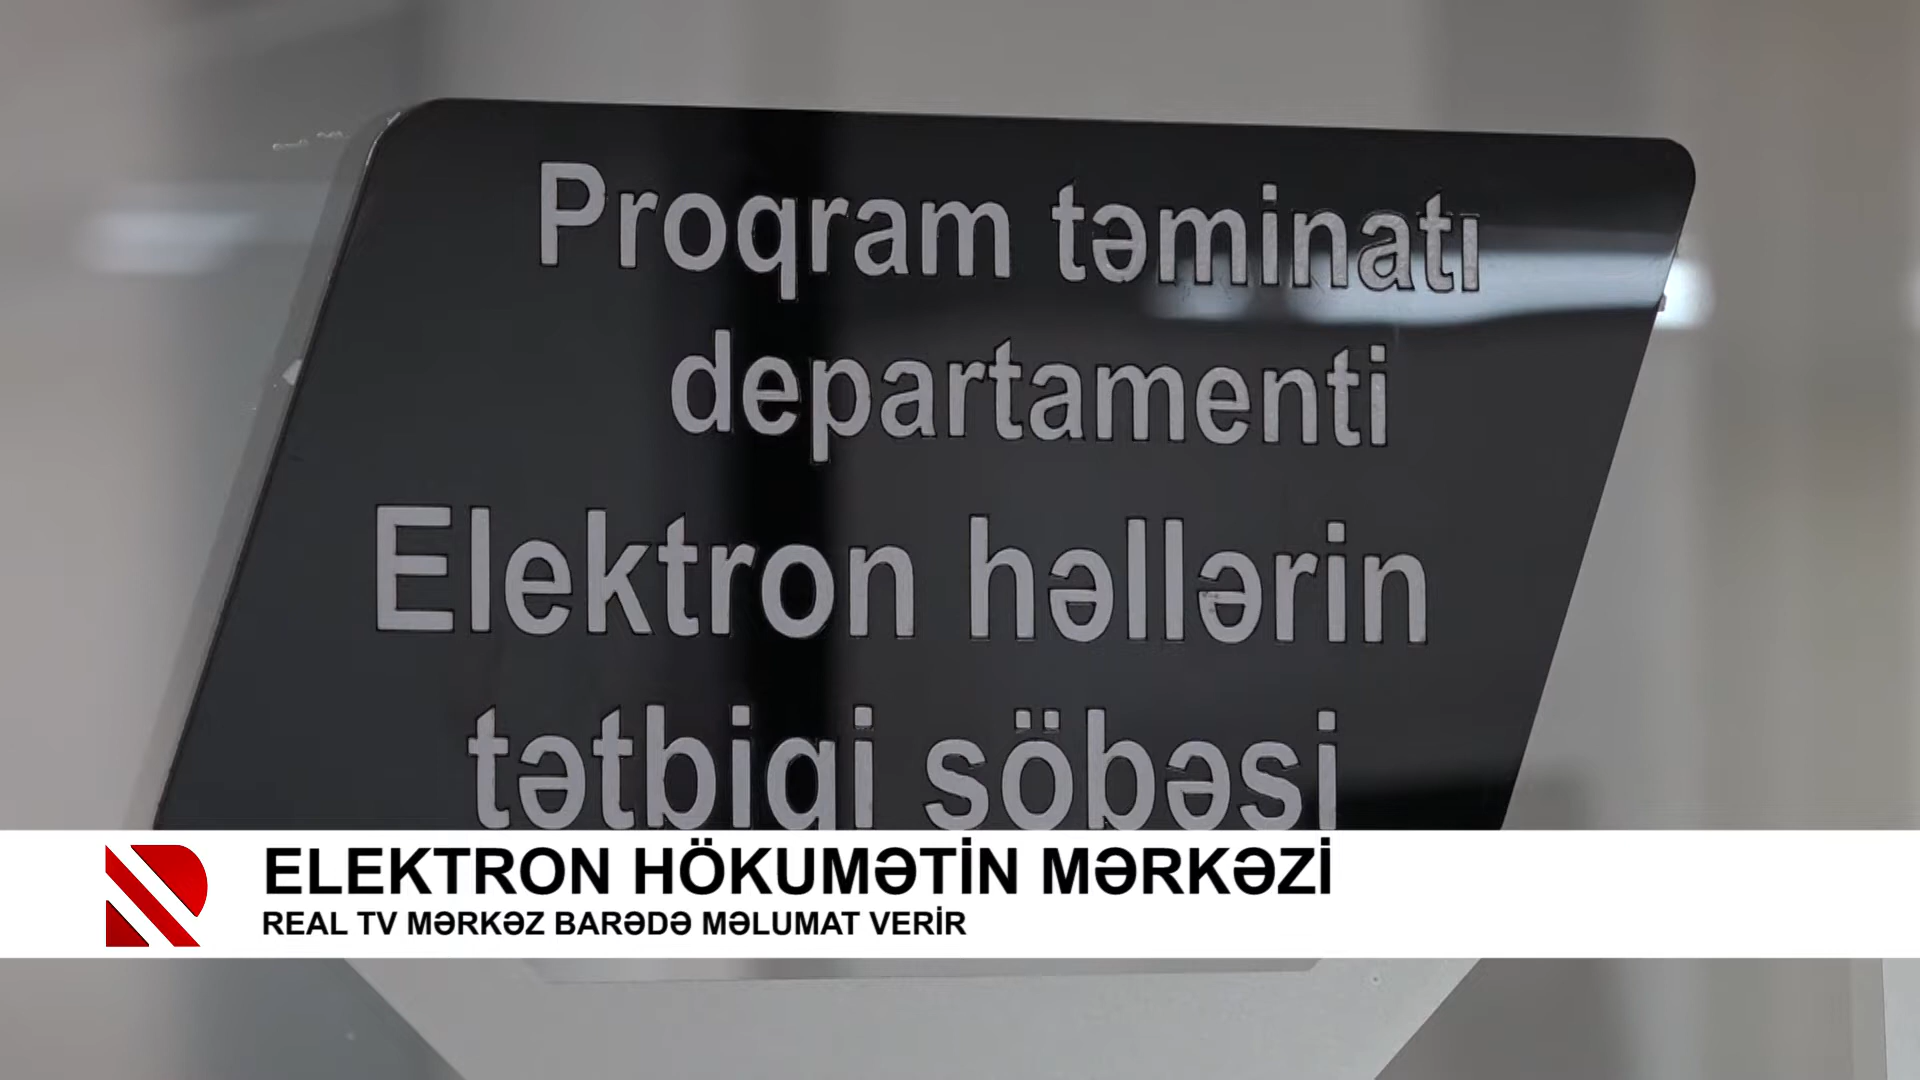 Proqram təminatı
departamenti
Elektron həllərin
tətbiqi söbəsi
ELEKTRON HÖKUMƏTİN MƏRKƏZİ
REAL TV MƏRKƏZ BARƏDƏ MƏLUMAT VERİR